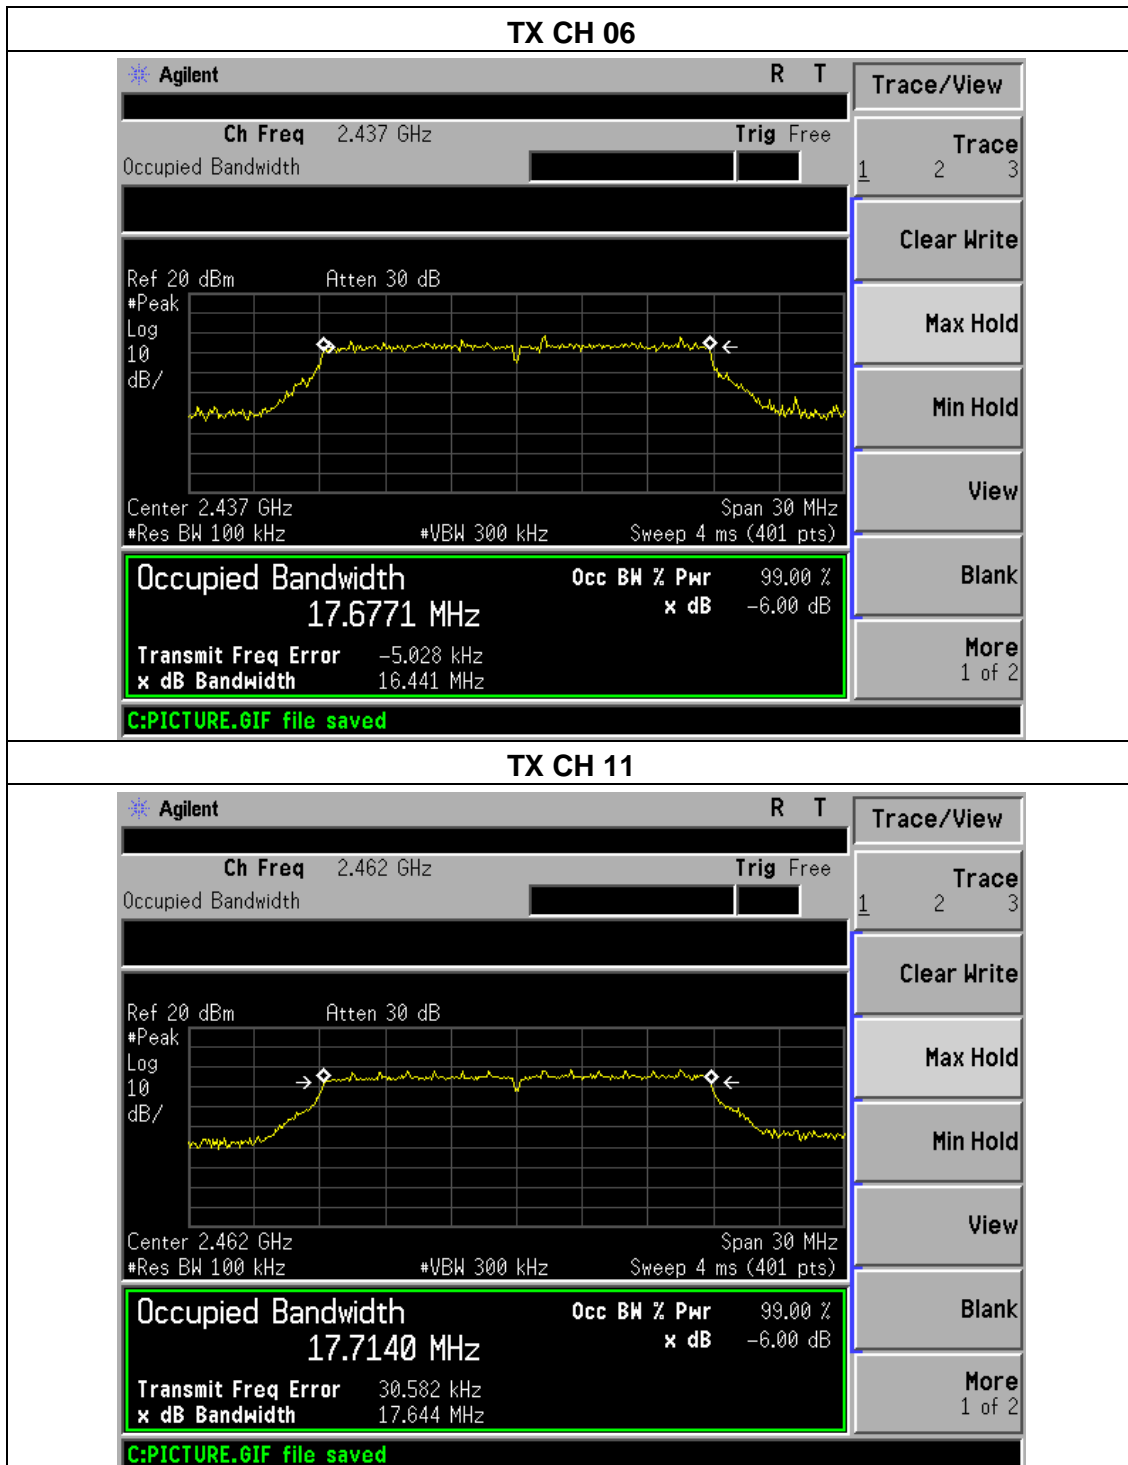 TX CH 06
Agilent R T Trace/View
Ch Freq 2.437 GHz Trig Free
Occupied Bandwidth
Trace
1 2 3
Clear Write
Ref 20 dBm Atten 30 dB
#Peak
Log
10
dB/
Max Hold
Min Hold
View
Center 2.437 GHz Span 30 MHz
#Res BW 100 kHz #VBW 300 kHz Sweep 4 ms (401 pts)
Occupied Bandwidth Occ BW % Pwr 99.00 %
17.6771 MHz x dB -6.00 dB
Blank
Transmit Freq Error -5.028 kHz
x dB Bandwidth 16.441 MHz
More
1 of 2
C:PICTURE.GIF file saved
TX CH 11
Agilent R T Trace/View
Ch Freq 2.462 GHz Trig Free
Occupied Bandwidth
Trace
1 2 3
Clear Write
Ref 20 dBm Atten 30 dB
#Peak
Log
10
dB/
Max Hold
Min Hold
View
Center 2.462 GHz Span 30 MHz
#Res BW 100 kHz #VBW 300 kHz Sweep 4 ms (401 pts)
Occupied Bandwidth Occ BW % Pwr 99.00 %
17.7140 MHz x dB -6.00 dB
Blank
Transmit Freq Error 30.582 kHz
x dB Bandwidth 17.644 MHz
More
1 of 2
C:PICTURE.GIF file saved